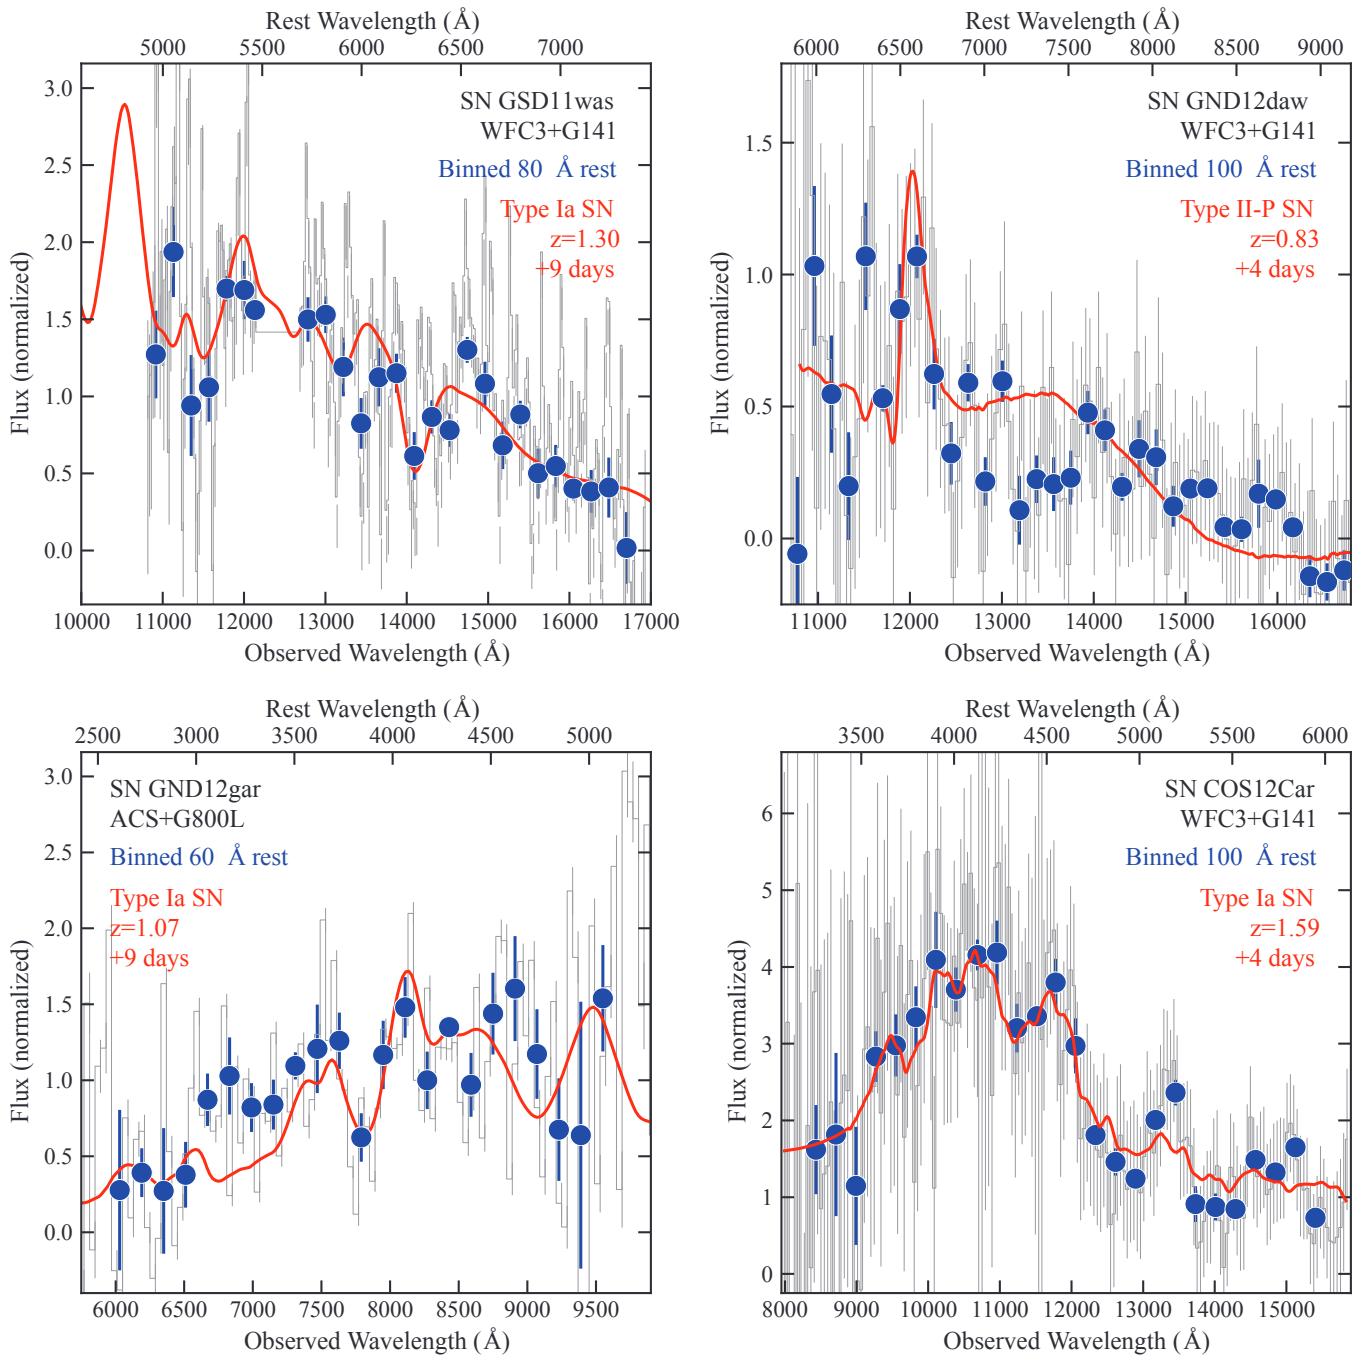 Rest Wavelength (Å)
5000 5500 6000 6500 7000
3.0
2.5
2.0
1.5
1.0
0.5
0.0
Flux (normalized)
SN GSD11was
WFC3+G141
Binned 80 Å rest
Type Ia SN
z=1.30
+9 days
10000 11000 12000 13000 14000 15000 16000 17000
Observed Wavelength (Å)
Rest Wavelength (Å)
6000 6500 7000 7500 8000 8500 9000
1.5
1.0
0.5
0.0
Flux (normalized)
SN GND12daw
WFC3+G141
Binned 100 Å rest
Type II-P SN
z=0.83
+4 days
11000 12000 13000 14000 15000 16000
Observed Wavelength (Å)
Rest Wavelength (Å)
2500 3000 3500 4000 4500 5000
3.0
2.5
2.0
1.5
1.0
0.5
0.0
Flux (normalized)
SN GND12gar
ACS+G800L
Binned 60 Å rest
Type Ia SN
z=1.07
+9 days
6000 6500 7000 7500 8000 8500 9000 9500
Observed Wavelength (Å)
Rest Wavelength (Å)
3500 4000 4500 5000 5500 6000
6
5
4
3
2
1
0
Flux (normalized)
SN COS12Car
WFC3+G141
Binned 100 Å rest
Type Ia SN
z=1.59
+4 days
8000 9000 10000 11000 12000 13000 14000 15000
Observed Wavelength (Å)